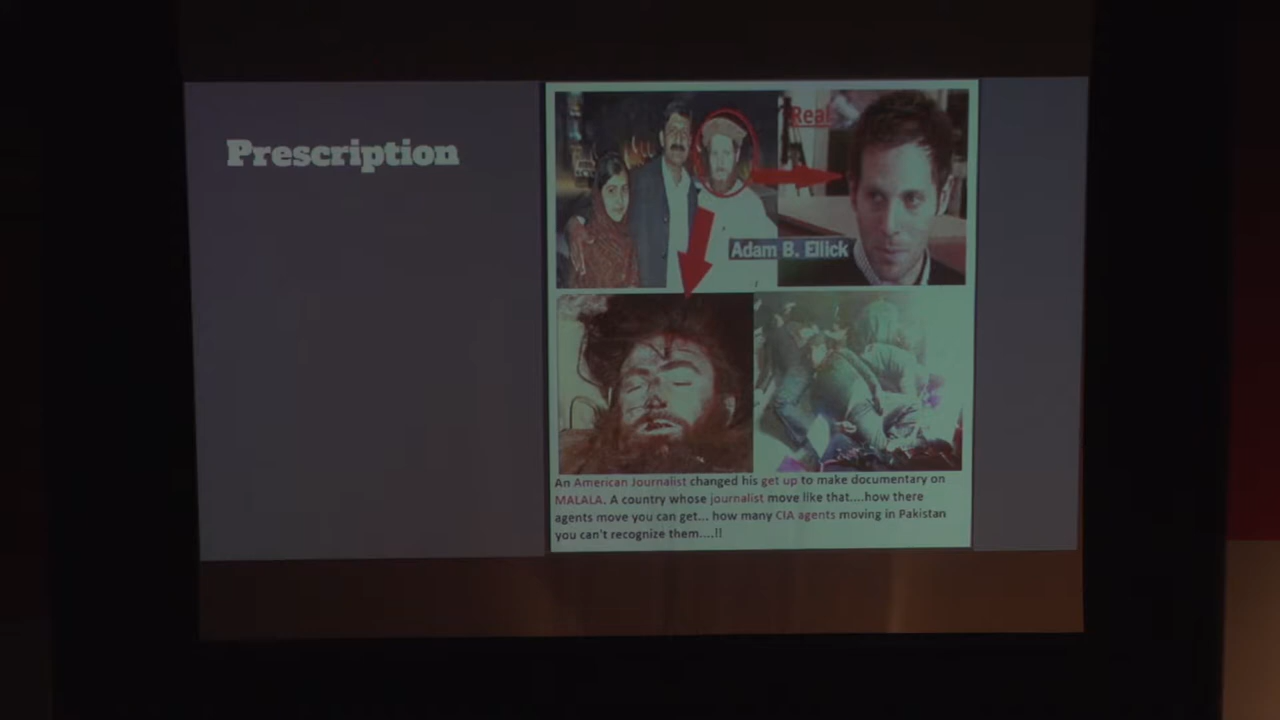 Prescription
Real
Adam B. Ellick
An American Journalist changed his get up to make documentary on
MALALA. A country whose journalist move like that....how there
agents move you can get... how many CIA agents moving in Pakistan
you can't recognize them....!!